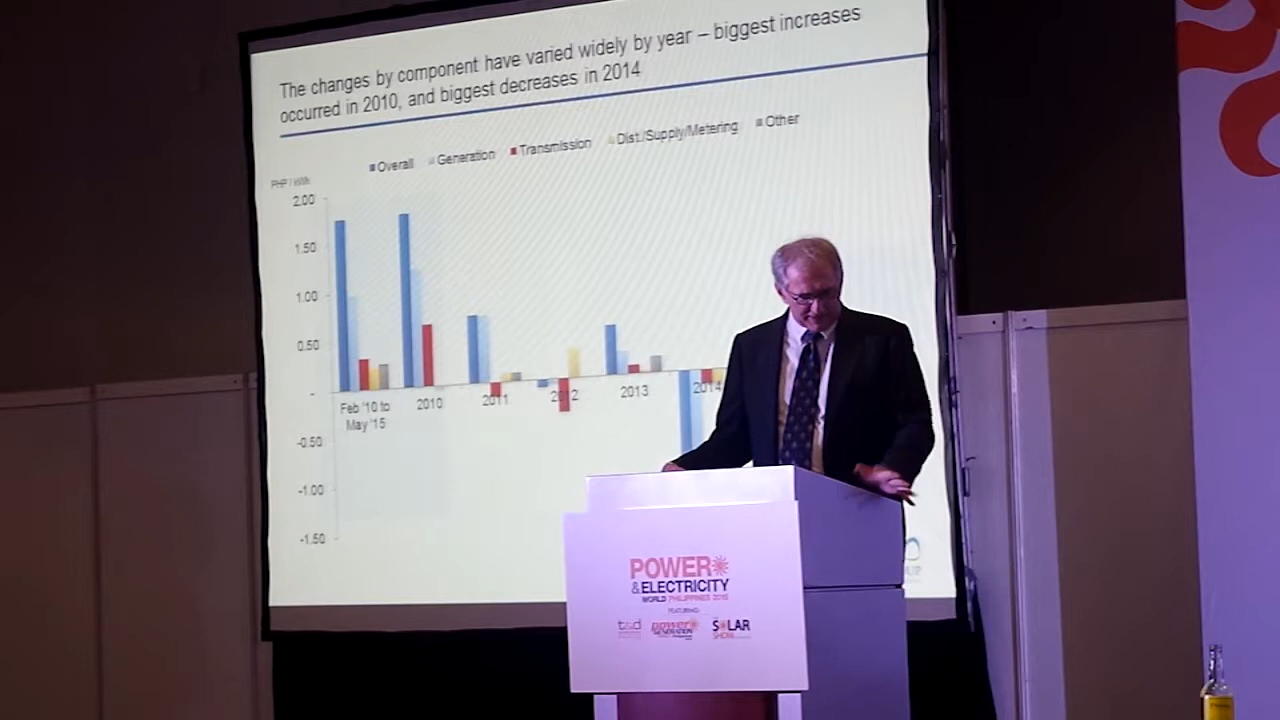 The changes by component have varied widely by year – biggest increases
occurred in 2010, and biggest decreases in 2014
Overall Generation Transmission Dist./Supply/Metering Other
PHP / kWh
2.00
1.50
1.00
0.50
-
-0.50
-1.00
-1.50
Feb '10 to
May '15
2010
2011
2012
2013
2014
POWER
&ELECTRICITY
WORLD PHILIPPINES 2015
FEATURING:
t&d
power
GENERATION
SOLAR
SHOW